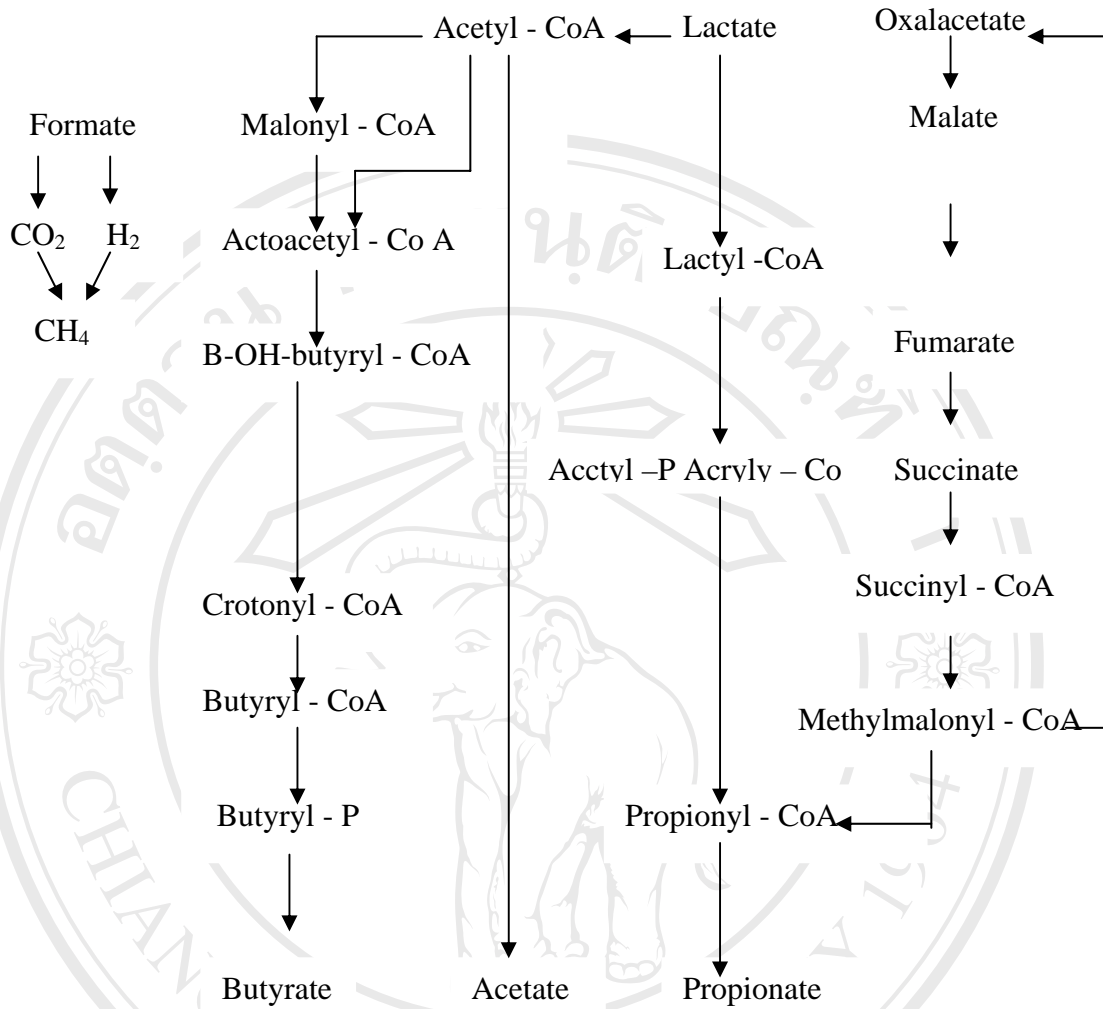 Acetyl - CoA
Lactate
Oxalacetate
Formate
Malonyl - CoA
Malate
CO₂
H₂
Actoacetyl - Co A
Lactyl -CoA
CH₄
B-OH-butyryl - CoA
Fumarate
Acctyl –P Acryly – Co
Succinate
Crotonyl - CoA
Succinyl - CoA
Butyryl - CoA
Methylmalonyl - CoA
Butyryl - P
Propionyl - CoA
CHIAN
Butyrate
Acetate
Propionate